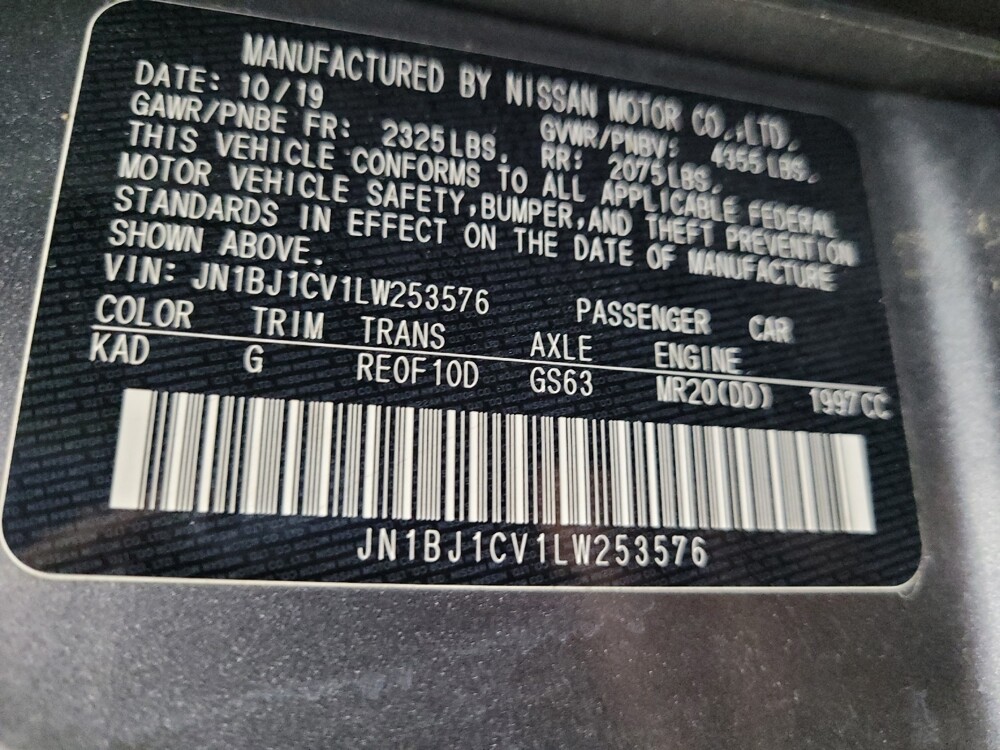 MANUFACTURED BY NISSAN MOTOR CO.,LTD.
DATE: 10/19 GVWR/PNBV: 4355LBS.
GAWR/PNBE FR: 2325LBS. RR: 2075LBS.
THIS VEHICLE CONFORMS TO ALL APPLICABLE FEDERAL
MOTOR VEHICLE SAFETY,BUMPER,AND THEFT PREVENTION
STANDARDS IN EFFECT ON THE DATE OF MANUFACTURE
SHOWN ABOVE.
VIN: JN1BJ1CV1LW253576 PASSENGER CAR
COLOR TRIM TRANS AXLE ENGINE
KAD G RE0F10D GS63 MR20(DD) 1997CC
JN1BJ1CV1LW253576